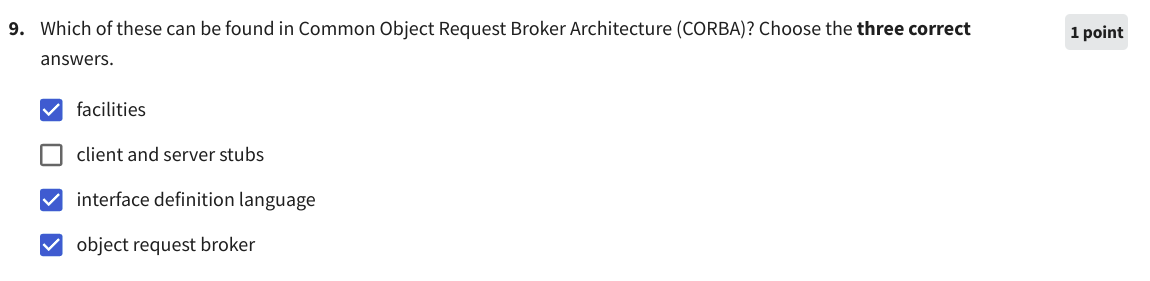 9. Which of these can be found in Common Object Request Broker Architecture (CORBA)? Choose the three correct
answers.
1 point
facilities
client and server stubs
interface definition language
object request broker